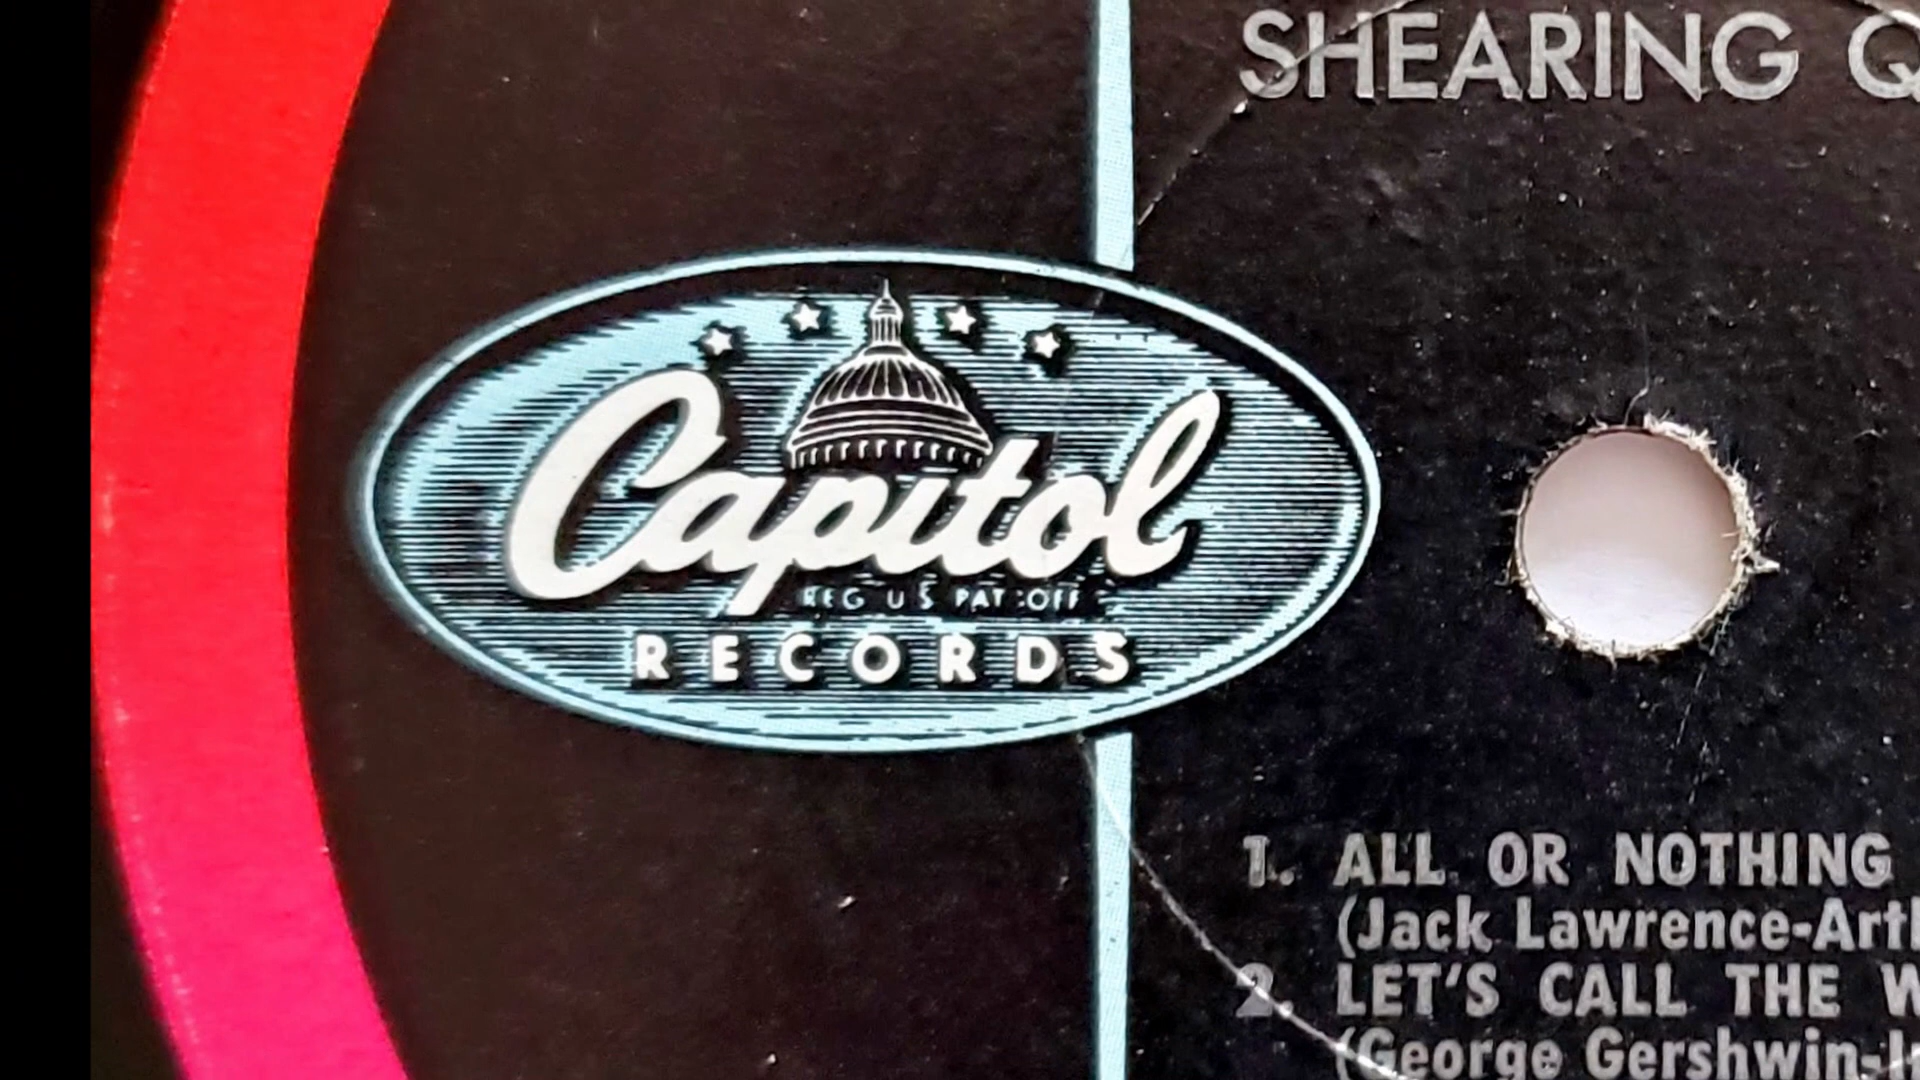 SHEARING Q
Capitol
REG U S PAT OFF
RECORDS
1. ALL OR NOTHING
(Jack Lawrence-Art
2. LET'S CALL THE W
(George Gershwin-I